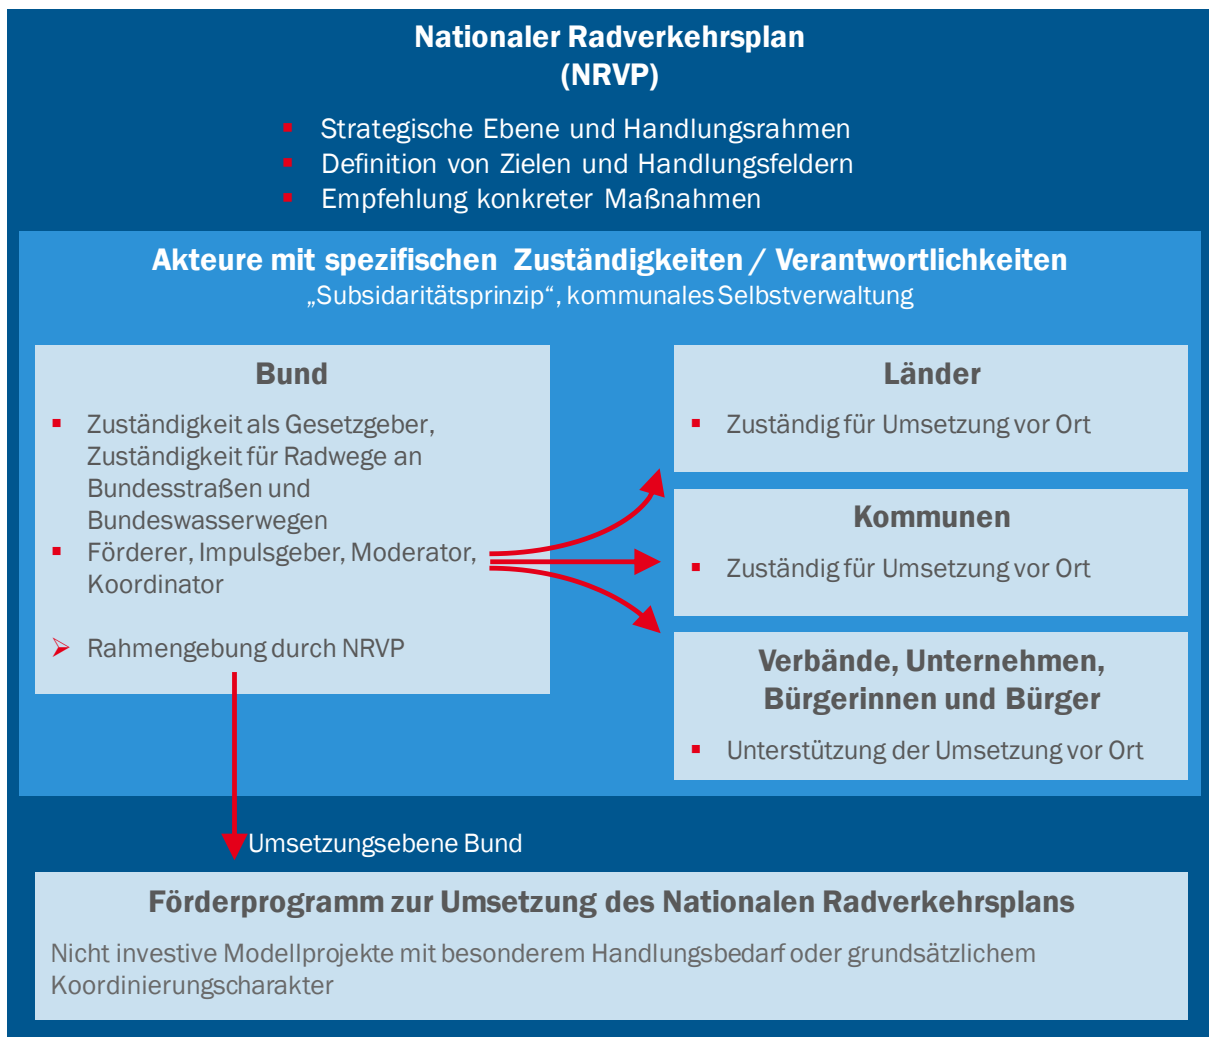 Nationaler Radverkehrsplan
(NRVP)
▪ Strategische Ebene und Handlungsrahmen
▪ Definition von Zielen und Handlungsfeldern
▪ Empfehlung konkreter Maßnahmen
Akteure mit spezifischen Zuständigkeiten / Verantwortlichkeiten
„Subsidaritätsprinzip“, kommunales Selbstverwaltung
Bund
▪ Zuständigkeit als Gesetzgeber,
Zuständigkeit für Radwege an
Bundesstraßen und
Bundeswasserwegen
▪ Förderer, Impulsgeber, Moderator,
Koordinator
➢ Rahmengebung durch NRVP
Länder
▪ Zuständig für Umsetzung vor Ort
Kommunen
▪ Zuständig für Umsetzung vor Ort
Verbände, Unternehmen,
Bürgerinnen und Bürger
▪ Unterstützung der Umsetzung vor Ort
Umsetzungsebene Bund
Förderprogramm zur Umsetzung des Nationalen Radverkehrsplans
Nicht investive Modellprojekte mit besonderem Handlungsbedarf oder grundsätzlichem
Koordinierungscharakter